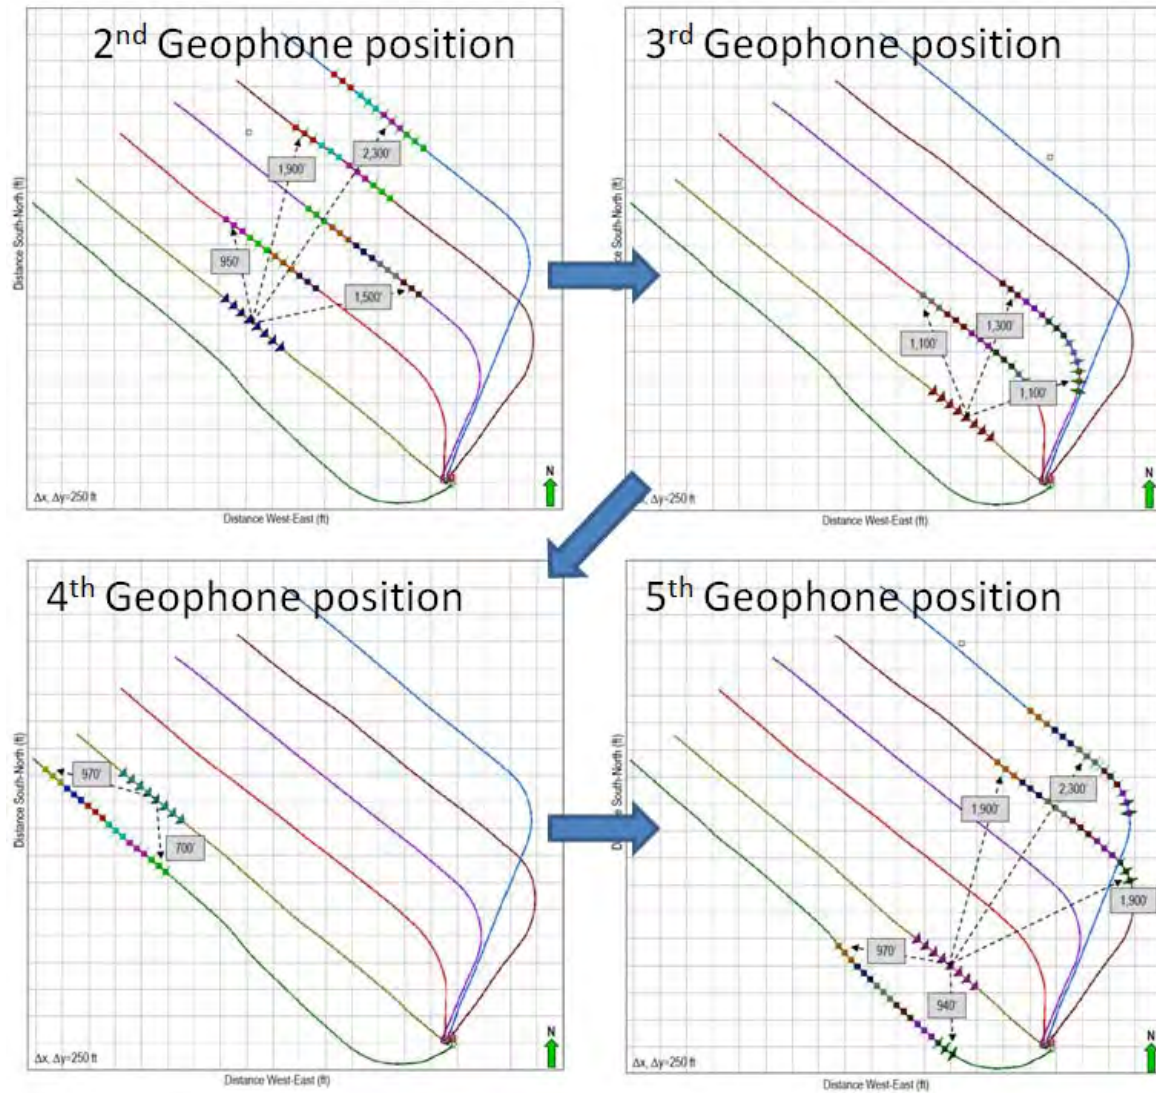 2nd Geophone position
2,300'
1,900'
950'
1,500'
Distance South-North (ft)
N
Δx, Δy=250 ft
Distance West-East (ft)
3rd Geophone position
1,300'
1,100'
1,100'
Distance South-North (ft)
N
Δx, Δy=250 ft
Distance West-East (ft)
4th Geophone position
970'
700'
Distance South-North (ft)
N
Δx, Δy=250 ft
Distance West-East (ft)
5th Geophone position
2,300'
1,900'
1,900'
970'
940'
Distance South-North (ft)
N
Δx, Δy=250 ft
Distance West-East (ft)